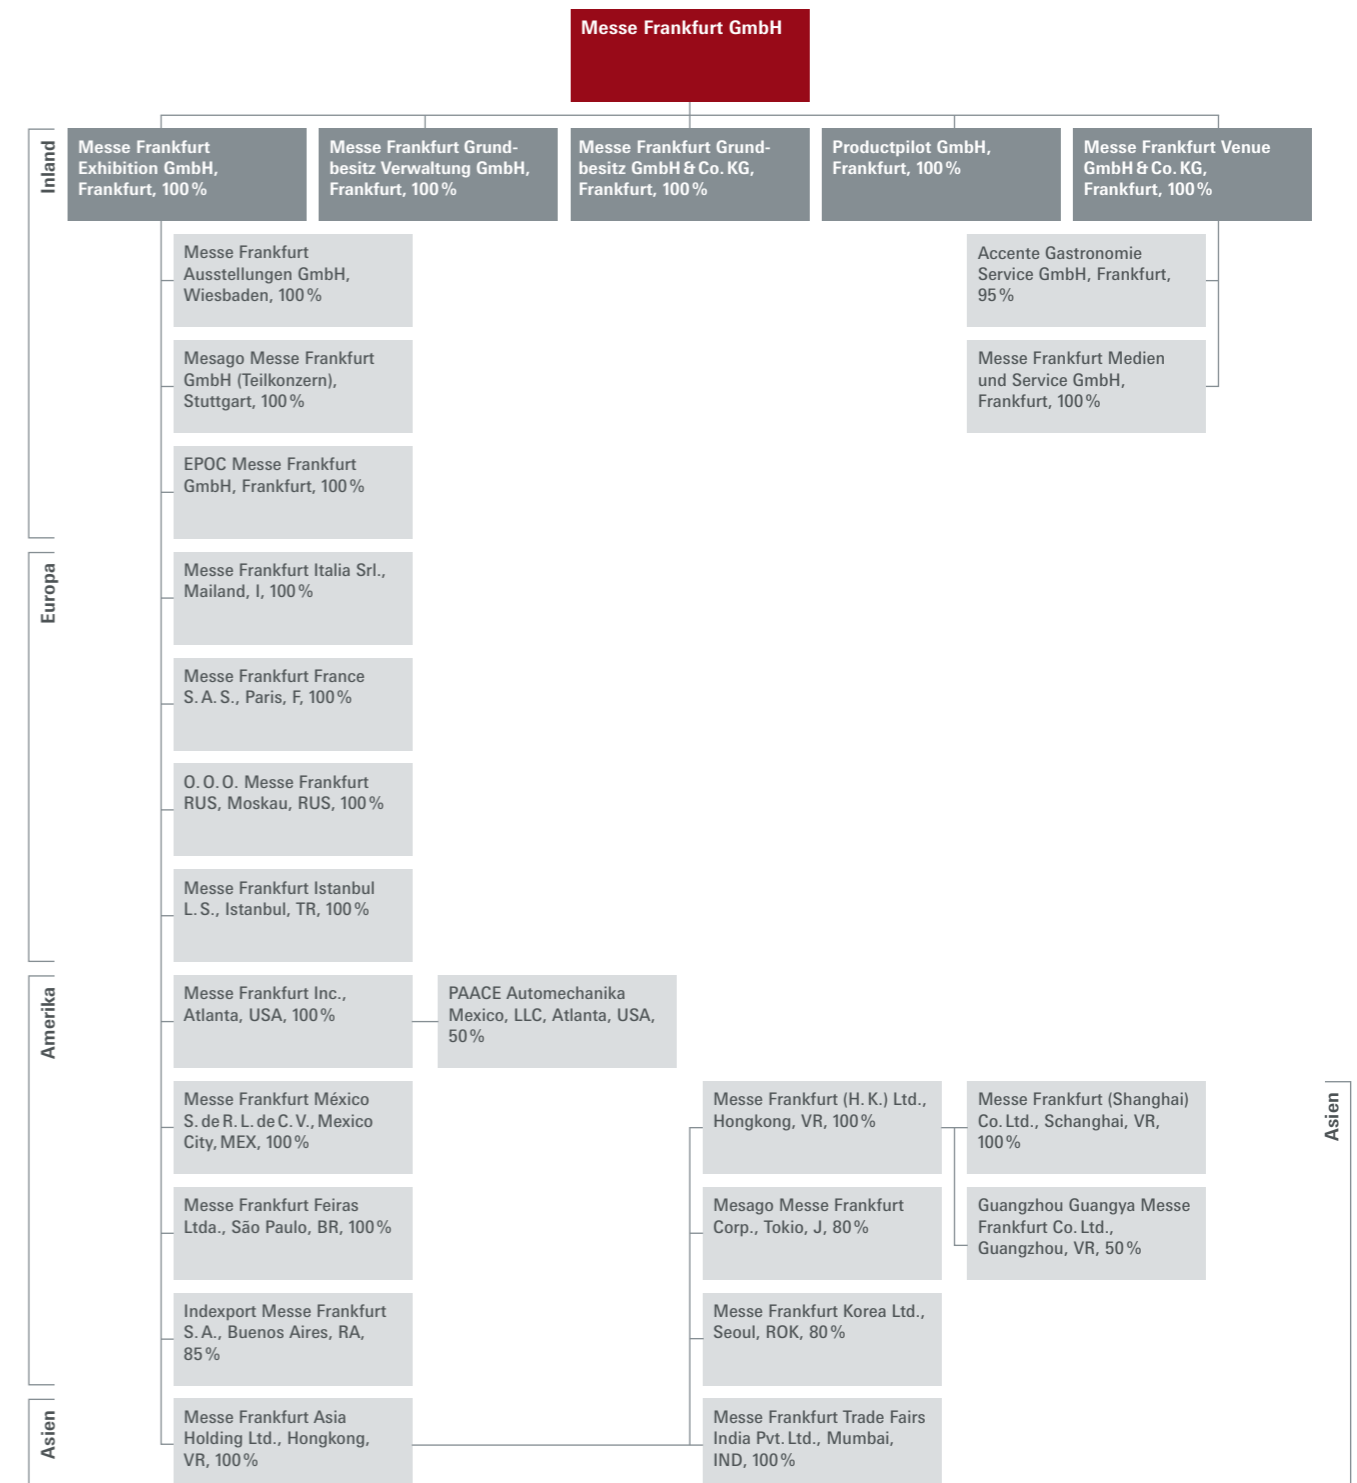 Messe Frankfurt GmbH
Inland
Messe Frankfurt
Exhibition GmbH,
Frankfurt, 100 %
Messe Frankfurt Grund-
besitz Verwaltung GmbH,
Frankfurt, 100 %
Messe Frankfurt Grund-
besitz GmbH & Co. KG,
Frankfurt, 100 %
Productpilot GmbH,
Frankfurt, 100 %
Messe Frankfurt Venue
GmbH & Co. KG,
Frankfurt, 100 %
Messe Frankfurt
Ausstellungen GmbH,
Wiesbaden, 100 %
Accente Gastronomie
Service GmbH, Frankfurt,
95 %
Mesago Messe Frankfurt
GmbH (Teilkonzern),
Stuttgart, 100 %
Messe Frankfurt Medien
und Service GmbH,
Frankfurt, 100 %
EPOC Messe Frankfurt
GmbH, Frankfurt, 100 %
Europa
Messe Frankfurt Italia Srl.,
Mailand, I, 100 %
Messe Frankfurt France
S. A. S., Paris, F, 100 %
O. O. O. Messe Frankfurt
RUS, Moskau, RUS, 100 %
Messe Frankfurt Istanbul
L. S., Istanbul, TR, 100 %
Amerika
Messe Frankfurt Inc.,
Atlanta, USA, 100 %
PAACE Automechanika
Mexico, LLC, Atlanta, USA,
50 %
Messe Frankfurt México
S. de R. L. de C. V., Mexico
City, MEX, 100 %
Messe Frankfurt (H. K.) Ltd.,
Hongkong, VR, 100 %
Messe Frankfurt (Shanghai)
Co. Ltd., Schanghai, VR,
100 %
Asien
Messe Frankfurt Feiras
Ltda., São Paulo, BR, 100 %
Mesago Messe Frankfurt
Corp., Tokio, J, 80 %
Guangzhou Guangya Messe
Frankfurt Co. Ltd.,
Guangzhou, VR, 50 %
Indexport Messe Frankfurt
S. A., Buenos Aires, RA,
85 %
Messe Frankfurt Korea Ltd.,
Seoul, ROK, 80 %
Asien
Messe Frankfurt Asia
Holding Ltd., Hongkong,
VR, 100 %
Messe Frankfurt Trade Fairs
India Pvt. Ltd., Mumbai,
IND, 100 %